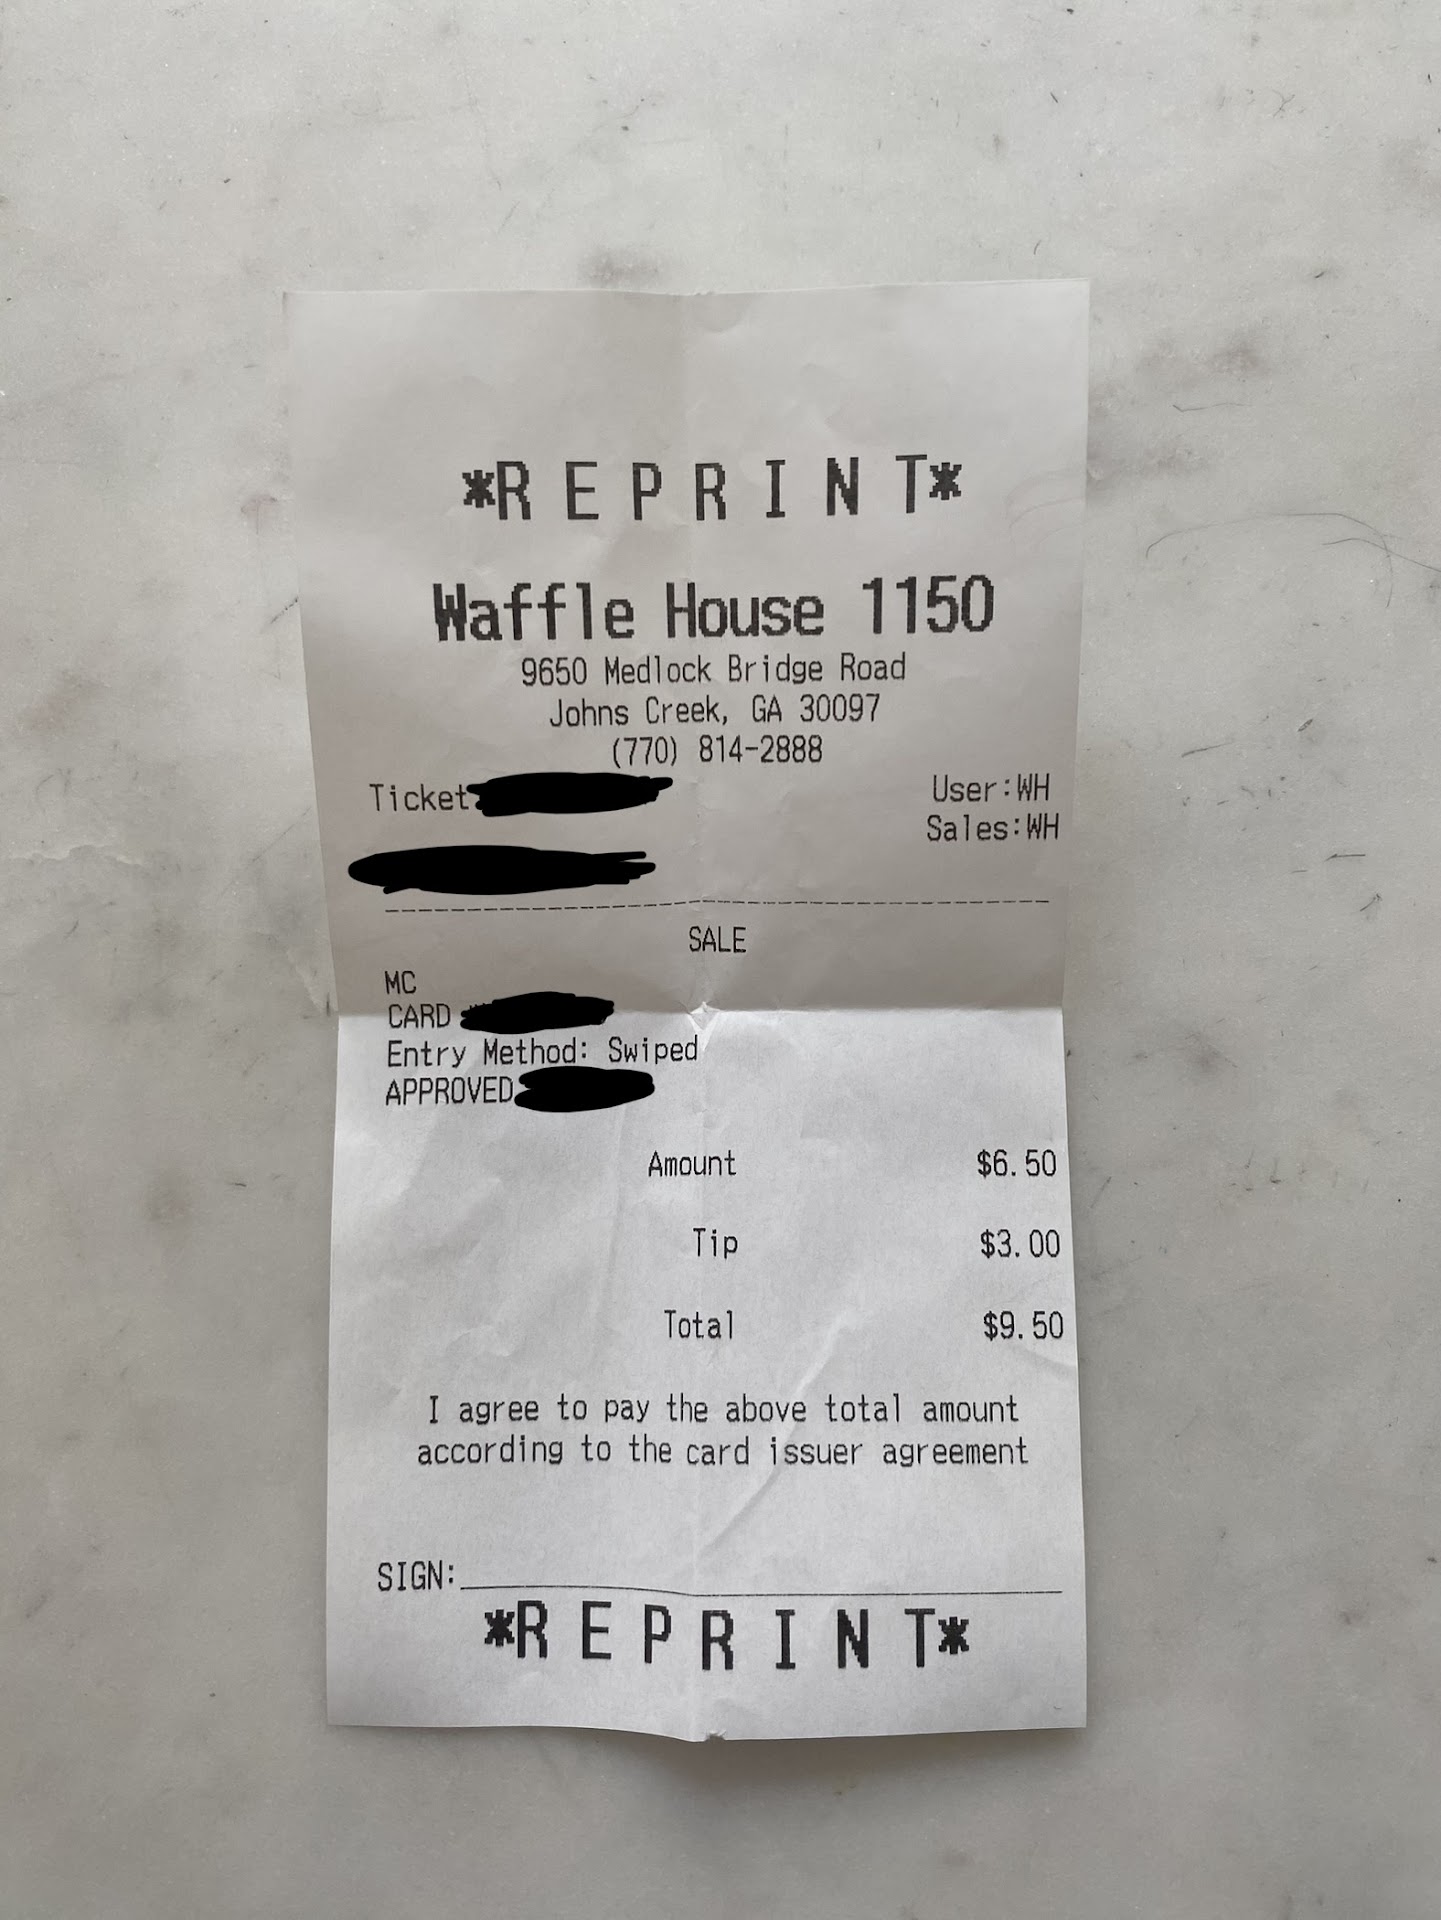 *REPRINT*
Waffle House 1150
9650 Medlock Bridge Road
Johns Creek, GA 30097
(770) 814-2888
Ticket User:WH
Sales:WH
SALE
MC
CARD
Entry Method: Swiped
APPROVED
Amount $6.50
Tip $3.00
Total $9.50
I agree to pay the above total amount
according to the card issuer agreement
SIGN:
*REPRINT*